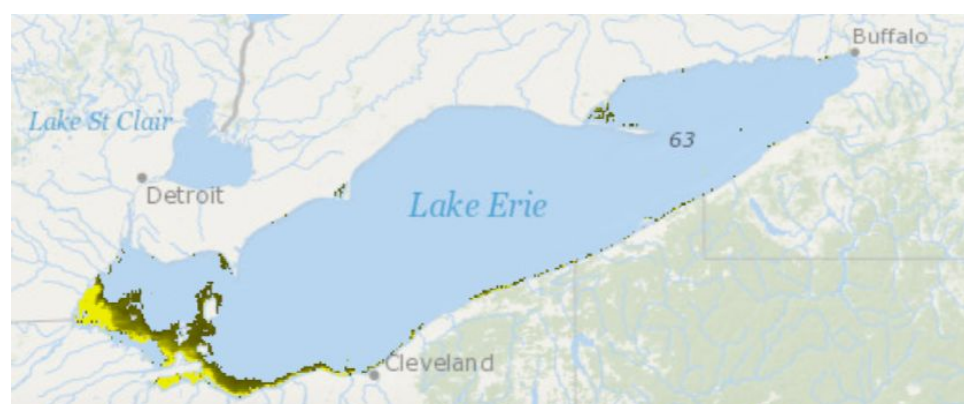 Buffalo
Lake St Clair
63
Detroit
Lake Erie
Cleveland